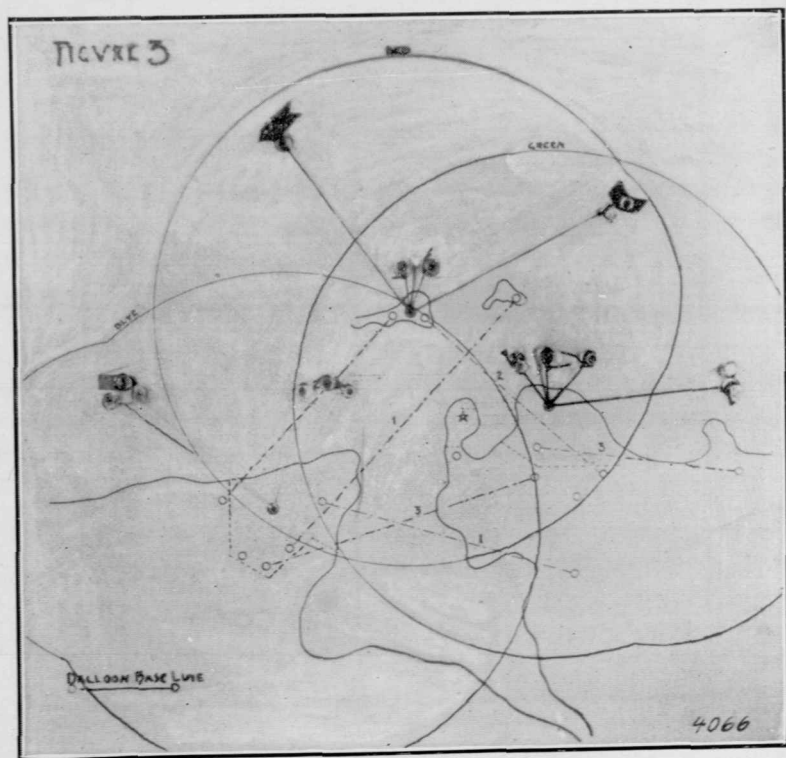 FIGURE 3
RED
GREEN
BLUE
2
1
3
3
1
BALLOON BASE LINE
4066